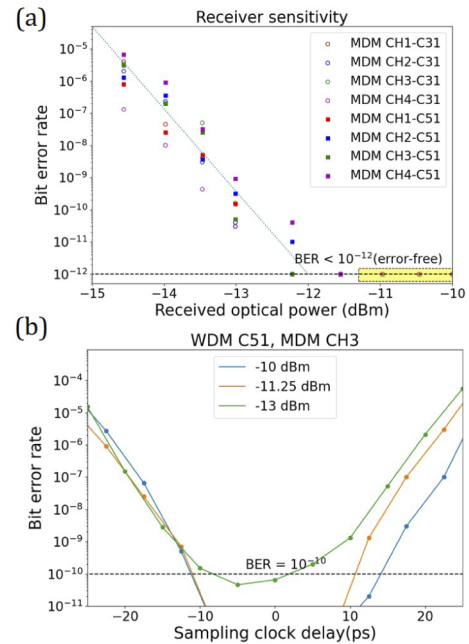 (a)
Receiver sensitivity
Bit error rate
10⁻⁵
10⁻⁶
10⁻⁷
10⁻⁸
10⁻⁹
10⁻¹⁰
10⁻¹¹
10⁻¹²
MDM CH1-C31
MDM CH2-C31
MDM CH3-C31
MDM CH4-C31
MDM CH1-C51
MDM CH2-C51
MDM CH3-C51
MDM CH4-C51
BER < 10⁻¹²(error-free)
−15 −14 −13 −12 −11 −10
Received optical power (dBm)
(b)
WDM C51, MDM CH3
Bit error rate
10⁻⁴
10⁻⁵
10⁻⁶
10⁻⁷
10⁻⁸
10⁻⁹
10⁻¹⁰
10⁻¹¹
-10 dBm
-11.25 dBm
-13 dBm
BER = 10⁻¹⁰
−20 −10 0 10 20
Sampling clock delay(ps)